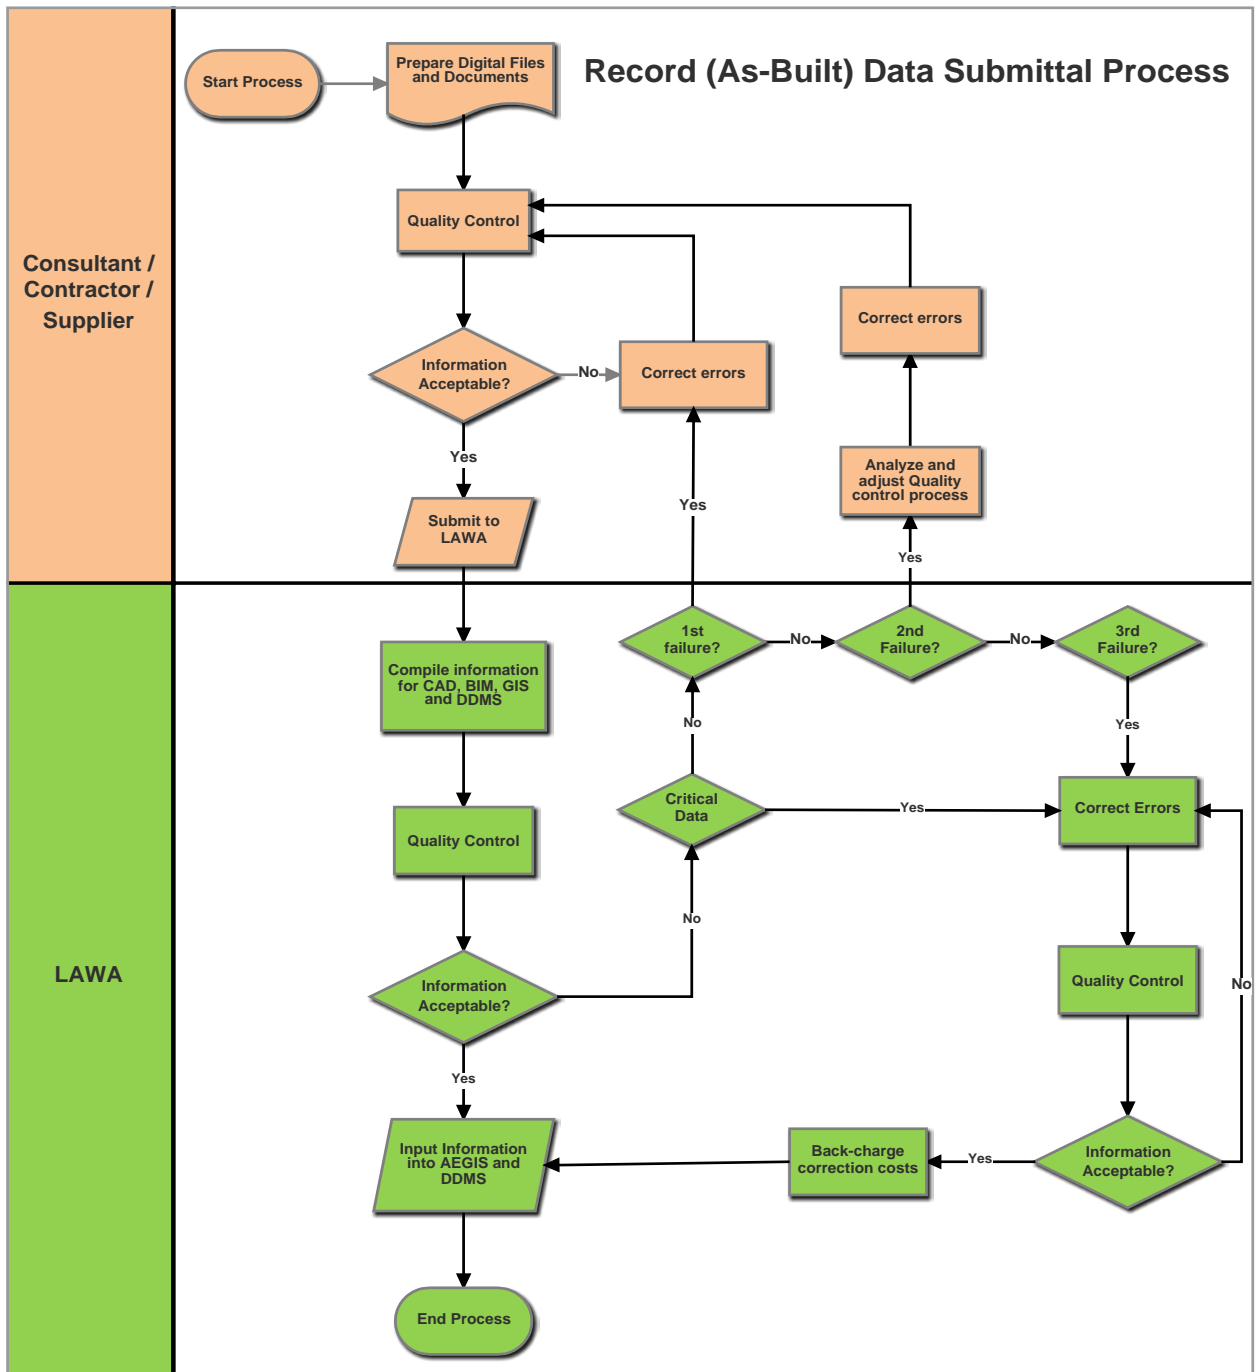 Record (As-Built) Data Submittal Process
Start Process
Prepare Digital Files
and Documents
Consultant /
Contractor /
Supplier
Quality Control
Information
Acceptable?
No
Correct errors
Correct errors
Yes
Analyze and
adjust Quality
control process
Submit to
LAWA
Yes
Yes
LAWA
Compile information
for CAD, BIM, GIS
and DDMS
1st
failure?
No
2nd
Failure?
No
3rd
Failure?
No
Yes
Quality Control
Critical
Data
Yes
Correct Errors
No
Information
Acceptable?
Quality Control
No
Yes
Input Information
into AEGIS and
DDMS
Back-charge
correction costs
Yes
Information
Acceptable?
End Process